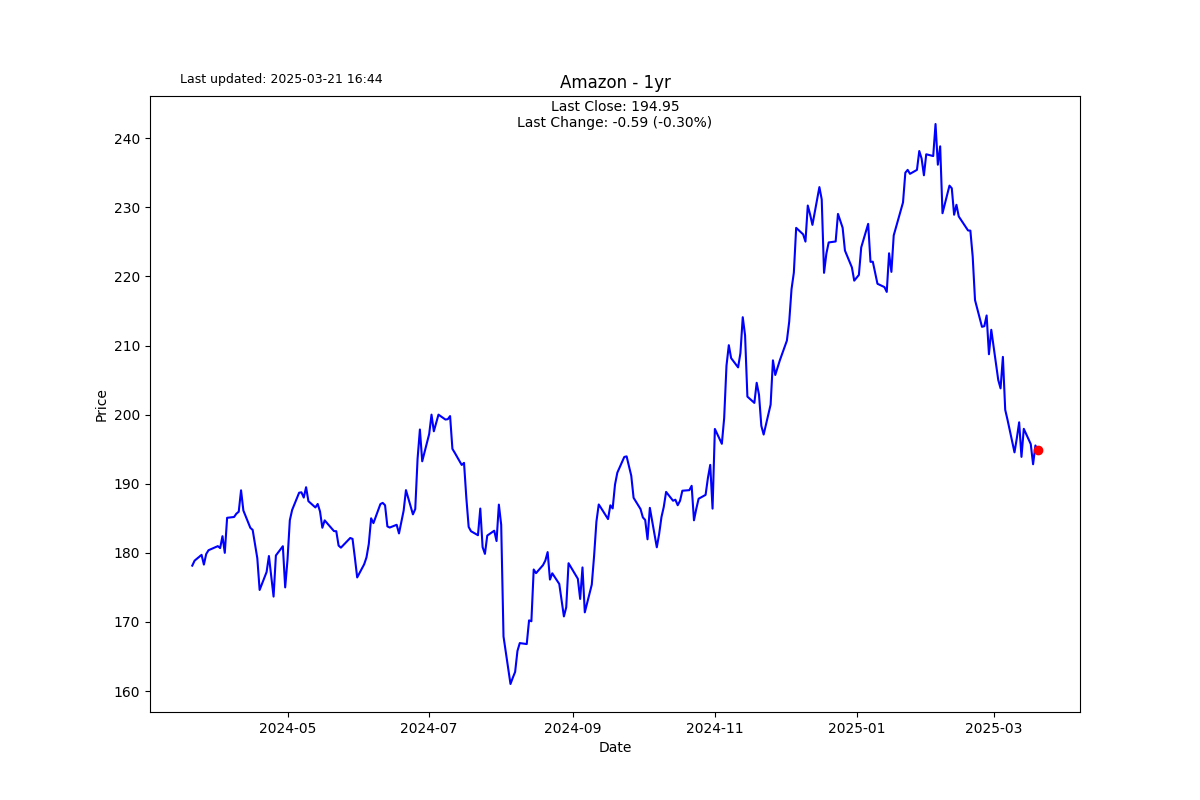 Last updated: 2025-03-21 16:44
Amazon - 1yr
Last Close: 194.95
Last Change: -0.59 (-0.30%)
240
230
220
210
200
190
180
170
160
Price
2024-05
2024-07
2024-09
2024-11
2025-01
2025-03
Date